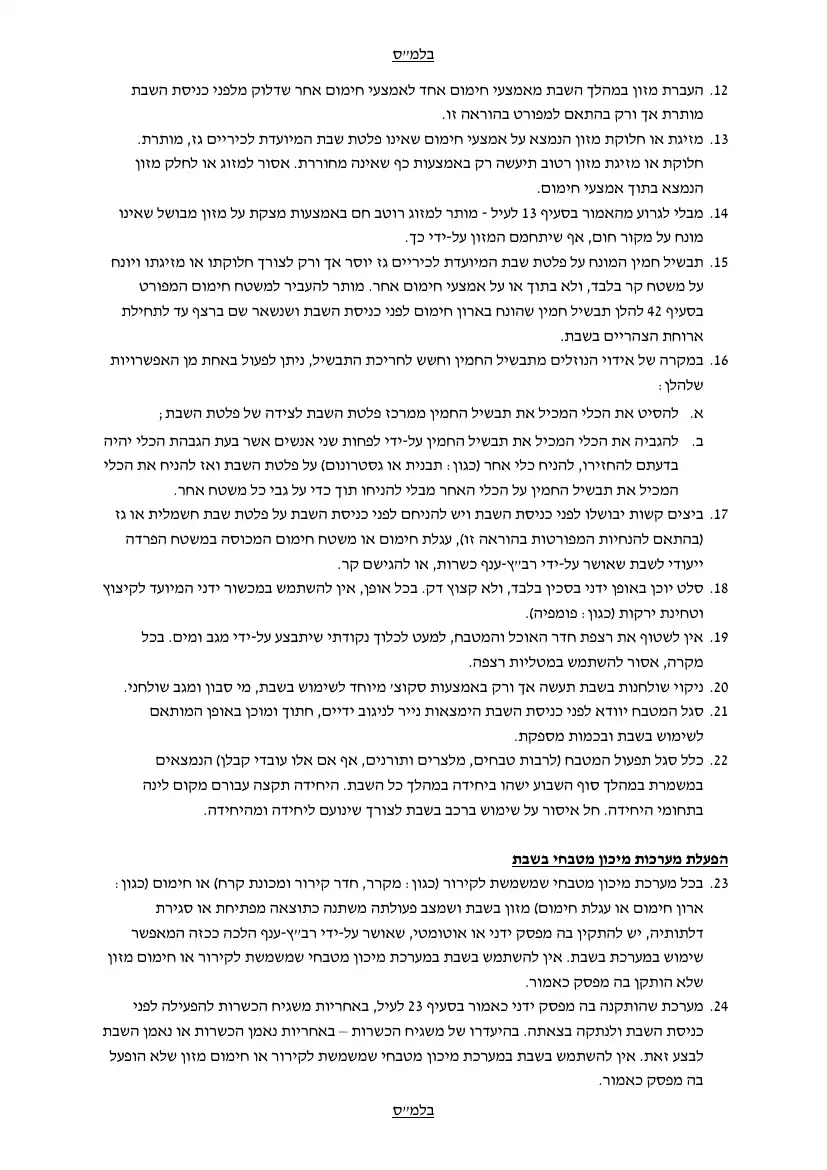 בלמ״ס
12. העברת מזון במהלך השבת מאמצעי חימום אחד לאמצעי חימום אחר שדלוק מלפני כניסת השבת
מותרת אך ורק בהתאם למפורט בהוראה זו.
13. מזיגת או חלוקת מזון הנמצא על אמצעי חימום שאינו פלטת שבת המיועדת לכיריים גז, מותרת.
חלוקת או מזיגת מזון רטוב תיעשה רק באמצעות כף שאינה מחוררת. אסור למזוג או לחלק מזון
הנמצא בתוך אמצעי חימום.
14. מבלי לגרוע מהאמור בסעיף 13 לעיל - מותר למזוג רוטב חם באמצעות מצקת על מזון מבושל שאינו
מונח על מקור חום, אף שיתחמם המזון על-ידי כך.
15. תבשיל חמין המונח על פלטת שבת המיועדת לכיריים גז יוסר אך ורק לצורך חלוקתו או מזיגתו ויונח
על משטח קר בלבד, ולא בתוך או על אמצעי חימום אחר. מותר להעביר למשטח חימום המפורט
בסעיף 42 להלן תבשיל חמין שהונח בארון חימום לפני כניסת השבת ושנשאר שם ברצף עד לתחילת
ארוחת הצהריים בשבת.
16. במקרה של אידוי הנוזלים מתבשיל החמין וחשש לחריכת התבשיל, ניתן לפעול באחת מן האפשרויות
שלהלן:
א. להסיט את הכלי המכיל את תבשיל החמין ממרכז פלטת השבת לצידה של פלטת השבת;
ב. להגביה את הכלי המכיל את תבשיל החמין על-ידי לפחות שני אנשים אשר בעת הגבהת הכלי יהיה
בדעתם להחזירו, להניח כלי אחר (כגון: תבנית או גסטרונום) על פלטת השבת ואז להניח את הכלי
המכיל את תבשיל החמין על הכלי האחר מבלי להניחו תוך כדי על גבי כל משטח אחר.
17. ביצים קשות יבושלו לפני כניסת השבת ויש להניחם לפני כניסת השבת על פלטת שבת חשמלית או גז
(בהתאם להנחיות המפורטות בהוראה זו), עגלת חימום או משטח חימום המכוסה במשטח הפרדה
ייעודי לשבת שאושר על-ידי רב״ץ-ענף כשרות, או להגישם קר.
18. סלט יוכן באופן ידני בסכין בלבד, ולא קצוץ דק. בכל אופן, אין להשתמש במכשור ידני המיועד לקיצוץ
וטחינת ירקות (כגון: פומפיה).
19. אין לשטוף את רצפת חדר האוכל והמטבח, למעט לכלוך נקודתי שיתבצע על-ידי מגב ומים. בכל
מקרה, אסור להשתמש במטליות רצפה.
20. ניקוי שולחנות בשבת תעשה אך ורק באמצעות סקוצ׳ מיוחד לשימוש בשבת, מי סבון ומגב שולחני.
21. סגל המטבח יוודא לפני כניסת השבת הימצאות נייר לניגוב ידיים, חתוך ומוכן באופן המותאם
לשימוש בשבת ובכמות מספקת.
22. כלל סגל תפעול המטבח (לרבות טבחים, מלצרים ותורנים, אף אם אלו עובדי קבלן) הנמצאים
במשמרת במהלך סוף השבוע ישהו ביחידה במהלך כל השבת. היחידה תקצה עבורם מקום לינה
בתחומי היחידה. חל איסור על שימוש ברכב בשבת לצורך שינועם ליחידה ומהיחידה.
הפעלת מערכות מיכון מטבחי בשבת
23. בכל מערכת מיכון מטבחי שמשמשת לקירור (כגון: מקרר, חדר קירור ומכונת קרח) או חימום (כגון:
ארון חימום או עגלת חימום) מזון בשבת ושמצב פעולתה משתנה כתוצאה מפתיחת או סגירת
דלתותיה, יש להתקין בה מפסק ידני או אוטומטי, שאושר על-ידי רב״ץ-ענף הלכה ככזה המאפשר
שימוש במערכת בשבת. אין להשתמש בשבת במערכת מיכון מטבחי שמשמשת לקירור או חימום מזון
שלא הותקן בה מפסק כאמור.
24. מערכת שהותקנה בה מפסק ידני כאמור בסעיף 23 לעיל, באחריות משגיח הכשרות להפעילה לפני
כניסת השבת ולנתקה בצאתה. בהיעדרו של משגיח הכשרות – באחריות נאמן הכשרות או נאמן השבת
לבצע זאת. אין להשתמש בשבת במערכת מיכון מטבחי שמשמשת לקירור או חימום מזון שלא הופעל
בה מפסק כאמור.
בלמ״ס